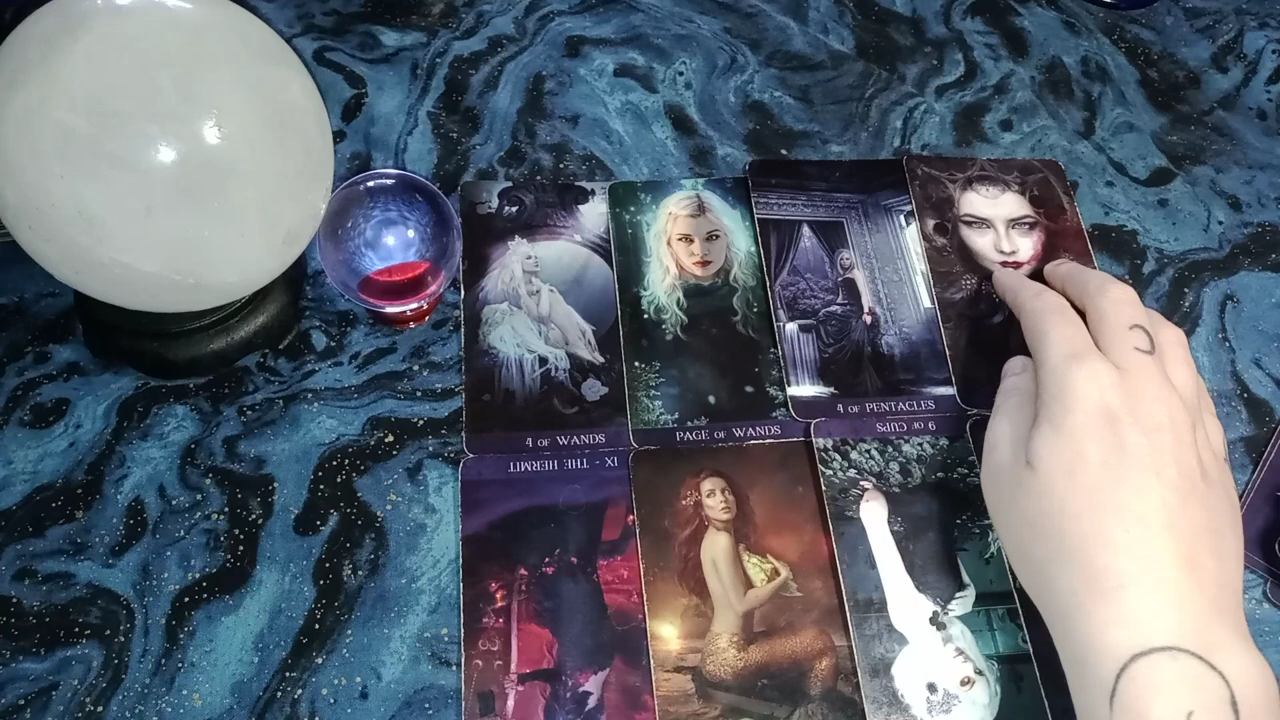 4 OF WANDS
PAGE OF WANDS
4 OF PENTACLES
IX - THE HERMIT
9 OF CUPS